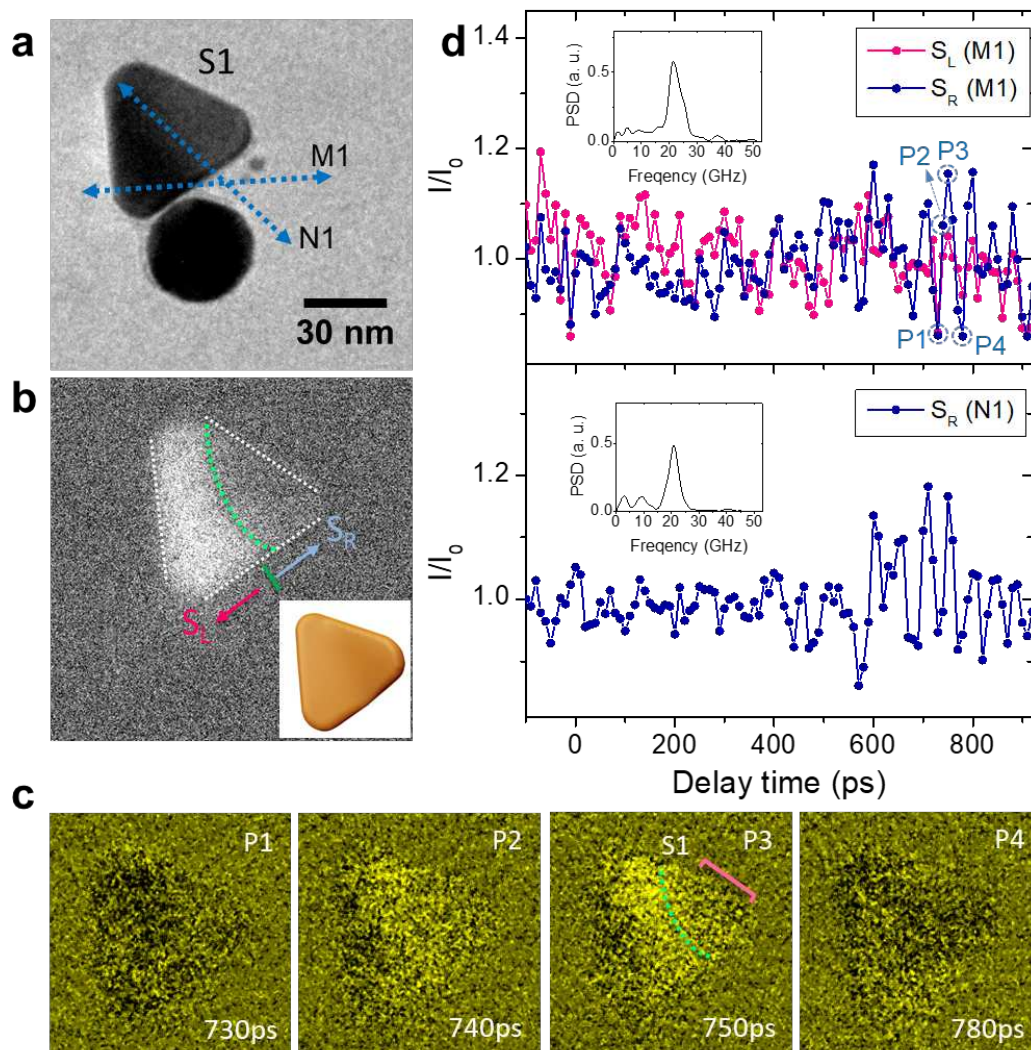 a
S1
M1
N1
30 nm
b
S_R
S_L
c
P1
730ps
P2
740ps
S1
P3
750ps
P4
780ps
d
1.4
1.2
1.0
I/I₀
S_L (M1)
S_R (M1)
PSD (a. u.)
0.5
0.0
0 10 20 30 40 50
Freqency (GHz)
P2
P3
P1
P4
1.2
1.0
I/I₀
S_R (N1)
PSD (a. u.)
0.5
0.0
0 10 20 30 40 50
Freqency (GHz)
0 200 400 600 800
Delay time (ps)